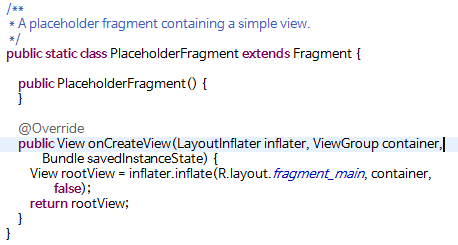 /**
 * A placeholder fragment containing a simple view.
 */
public static class PlaceholderFragment extends Fragment {
public PlaceholderFragment() {
}
@Override
public View onCreateView(LayoutInflater inflater, ViewGroup container,
Bundle savedInstanceState) {
View rootView = inflater.inflate(R.layout.fragment_main, container,
false);
return rootView;
}
}